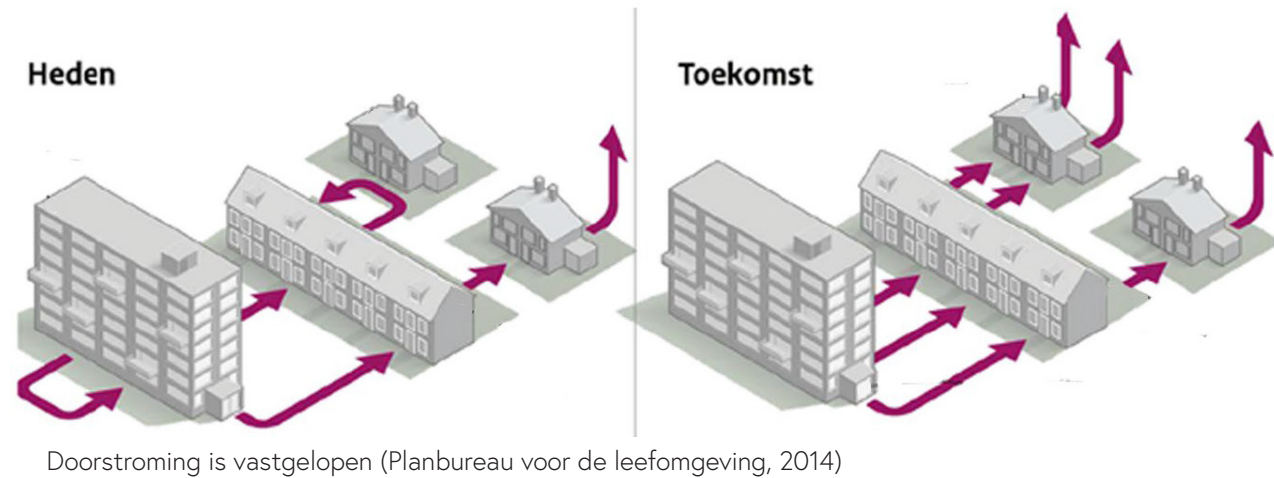 Heden
Toekomst
Doorstroming is vastgelopen (Planbureau voor de leefomgeving, 2014)